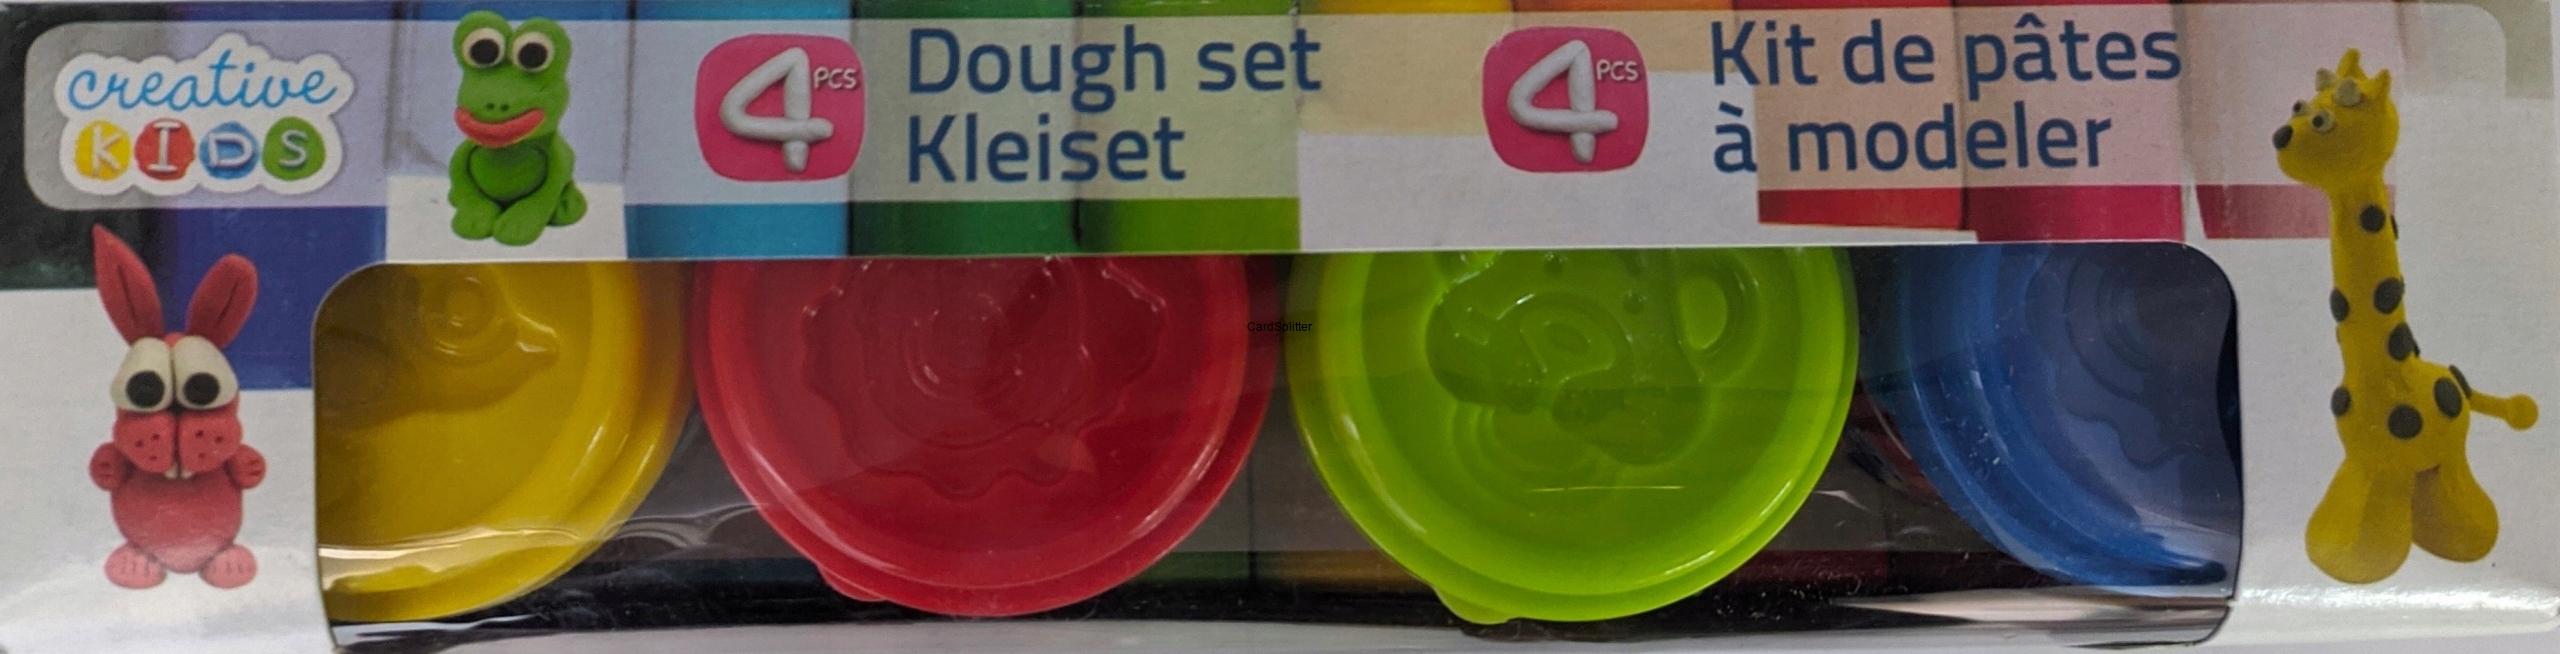 creative
KIDS
4 PCS
Dough set
Kleiset
4 PCS
Kit de pâtes
à modeler
CardSplitter